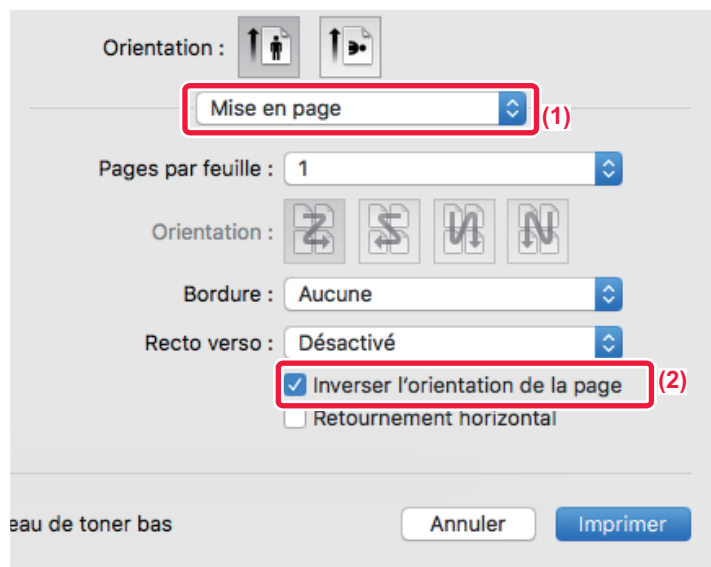 Orientation :
Mise en page
(1)
Pages par feuille : 1
Orientation :
Bordure : Aucune
Recto verso : Désactivé
Inverser l'orientation de la page
(2)
Retournement horizontal
eau de toner bas
Annuler
Imprimer